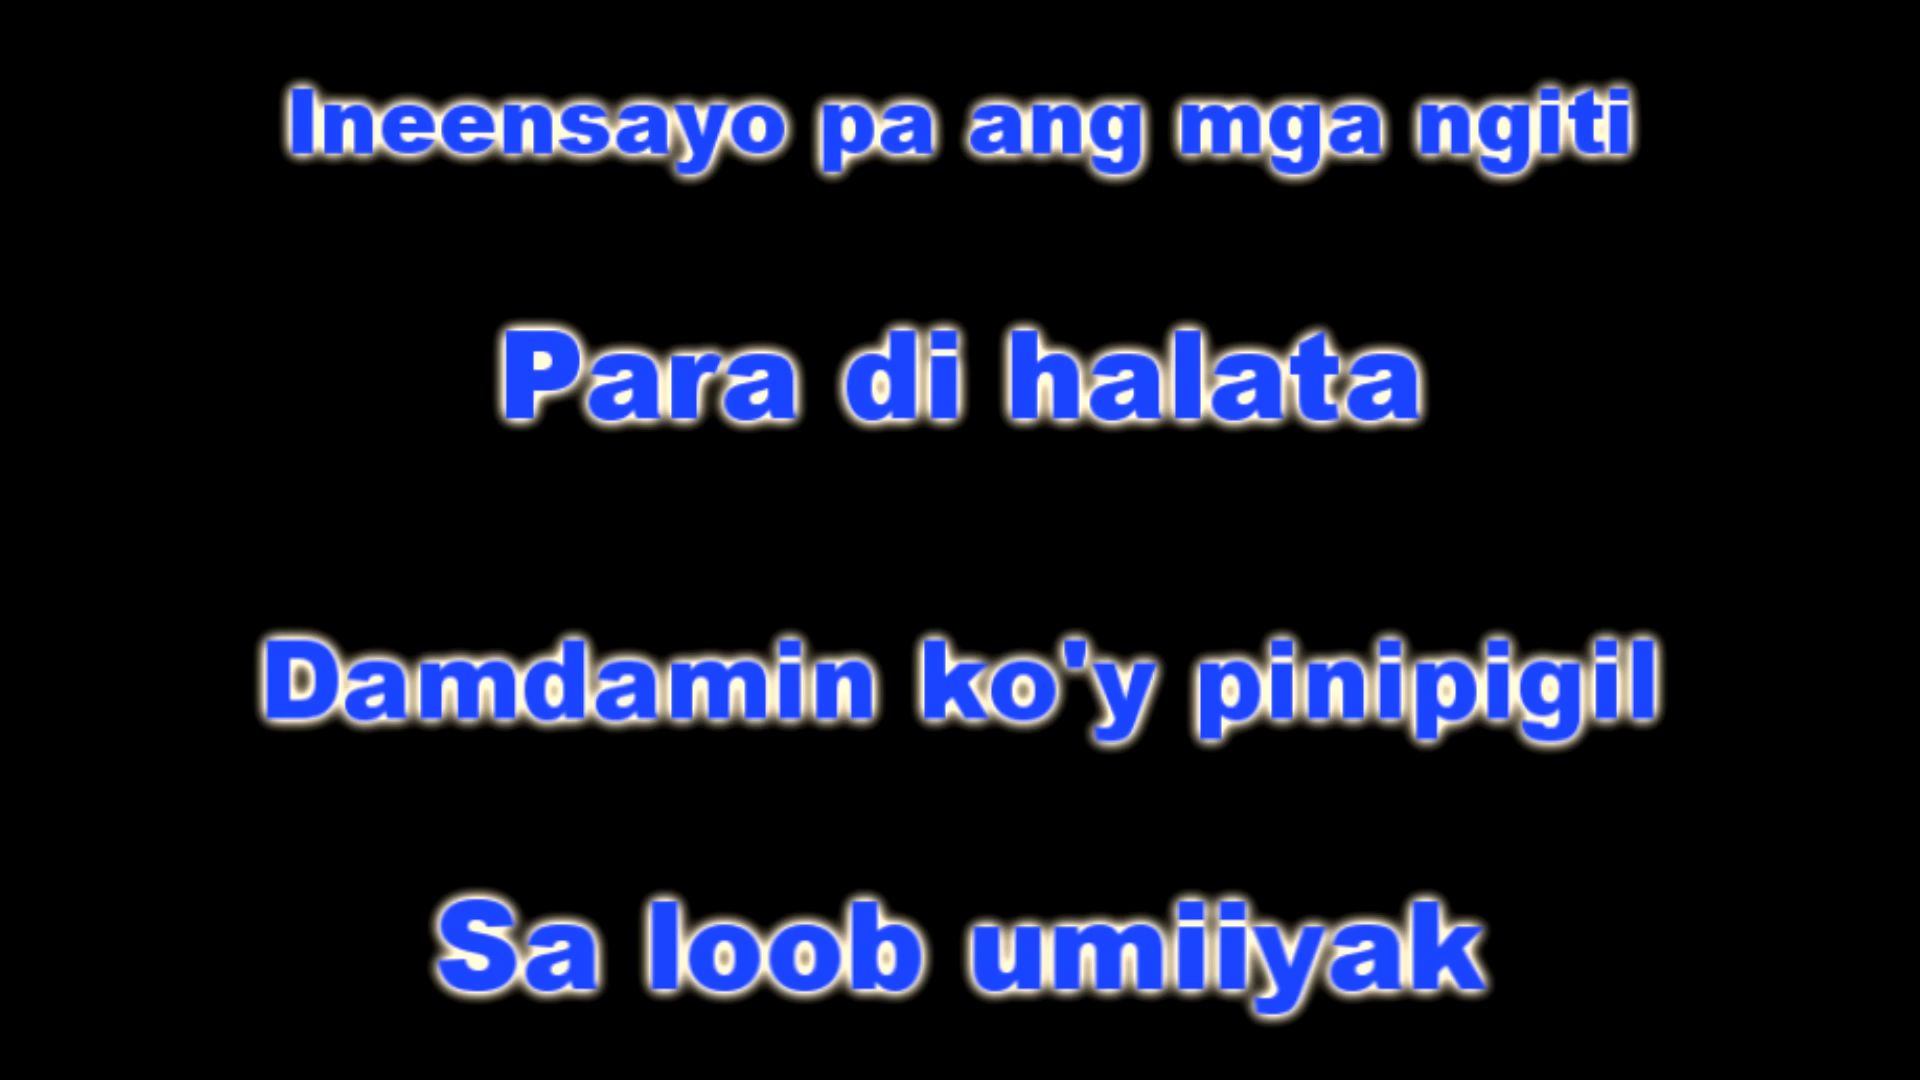 Ineensayo pa ang mga ngiti
Para di halata
Damdamin ko'y pinipigil
Sa loob umiiyak